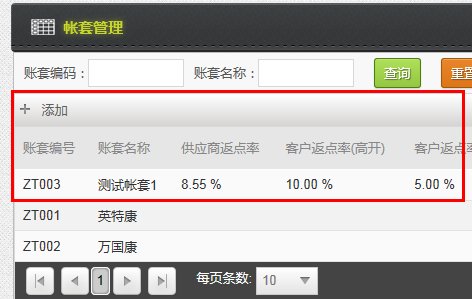 帐套管理
账套编码： 账套名称： 查询 重置
+ 添加
账套编号 账套名称 供应商返点率 客户返点率(高开) 客户返点率
ZT003 测试帐套1 8.55 % 10.00 % 5.00 %
ZT001 英特康
ZT002 万国康
1 每页条数: 10